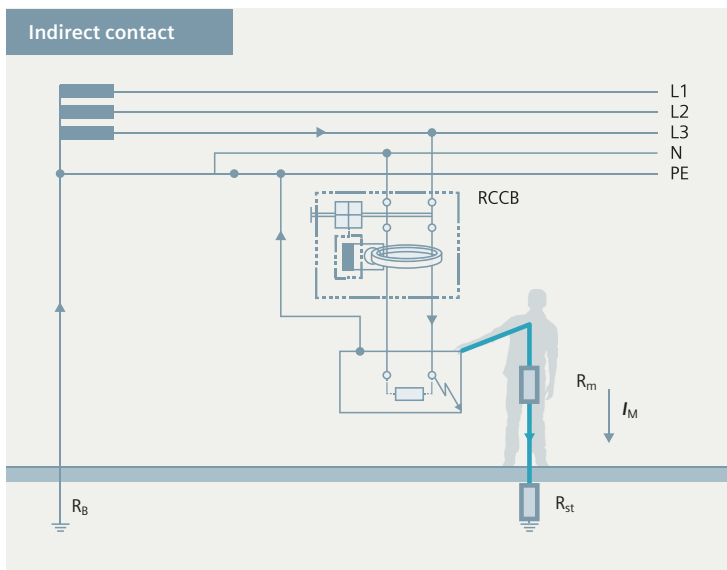 Indirect contact
L1
L2
L3
N
PE
RCCB
Rm
IM
RB
Rst